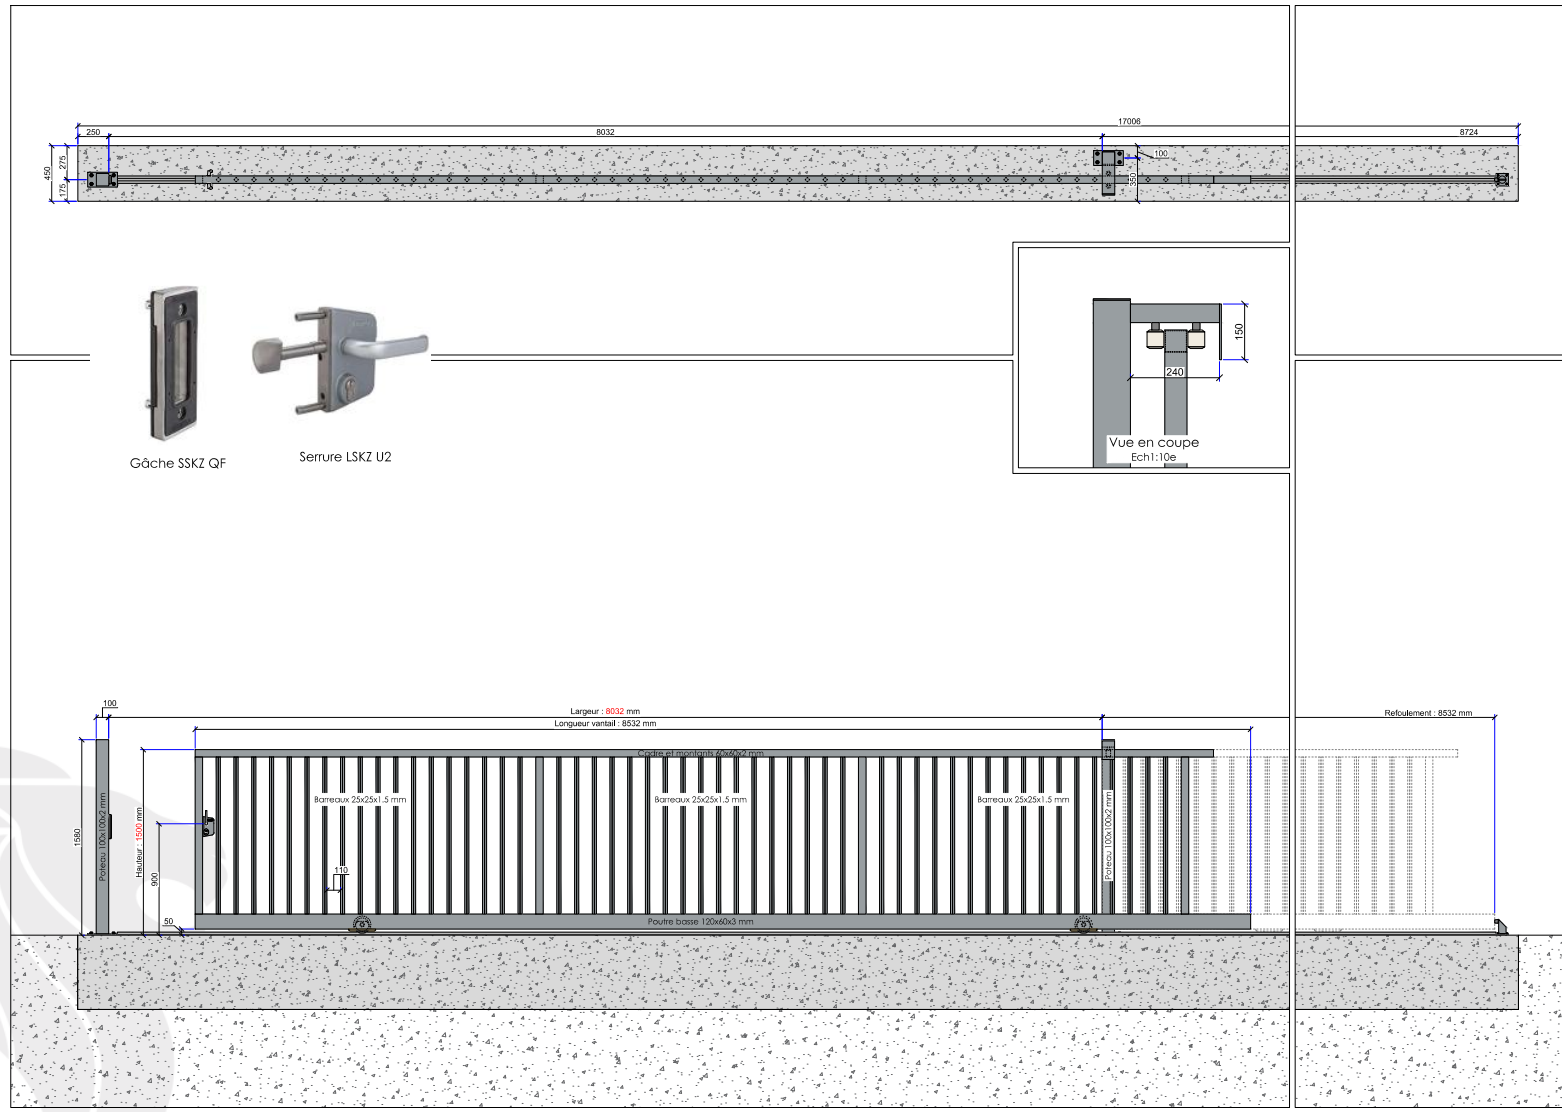 17006
250
8032
8724
450
275
175
100
350
150
240
Vue en coupe
Ech1:10e
Gâche SSKZ QF
Serrure LSKZ U2
100
Largeur : 8032 mm
Refoulement : 8532 mm
Longueur vantail : 8532 mm
Cadre et montants 60x60x2 mm
Barreaux 25x25x1.5 mm
Barreaux 25x25x1.5 mm
Barreaux 25x25x1.5 mm
1580
Poteau 100x100x2 mm
Hauteur : 1500 mm
900
110
Poteau 100x100x2 mm
50
Poutre basse 120x60x3 mm